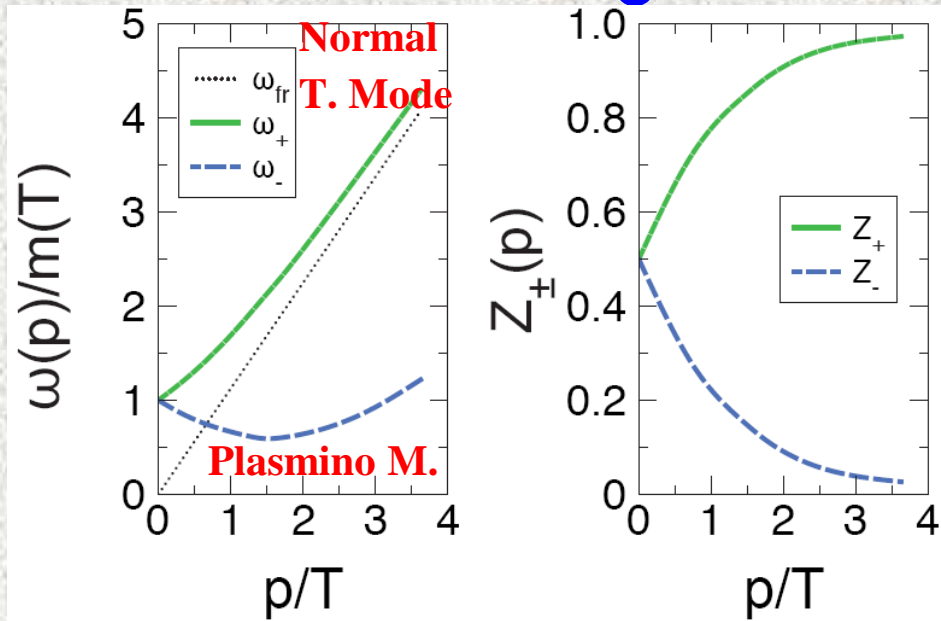 Normal
T. Mode
ω_fr
ω_+
ω_-
Plasmino M.
ω(p)/m(T)
5
4
3
2
1
0
0 1 2 3 4
p/T
Z_±(p)
1.0
0.8
0.6
0.4
0.2
0
Z_+
Z_-
0 1 2 3 4
p/T